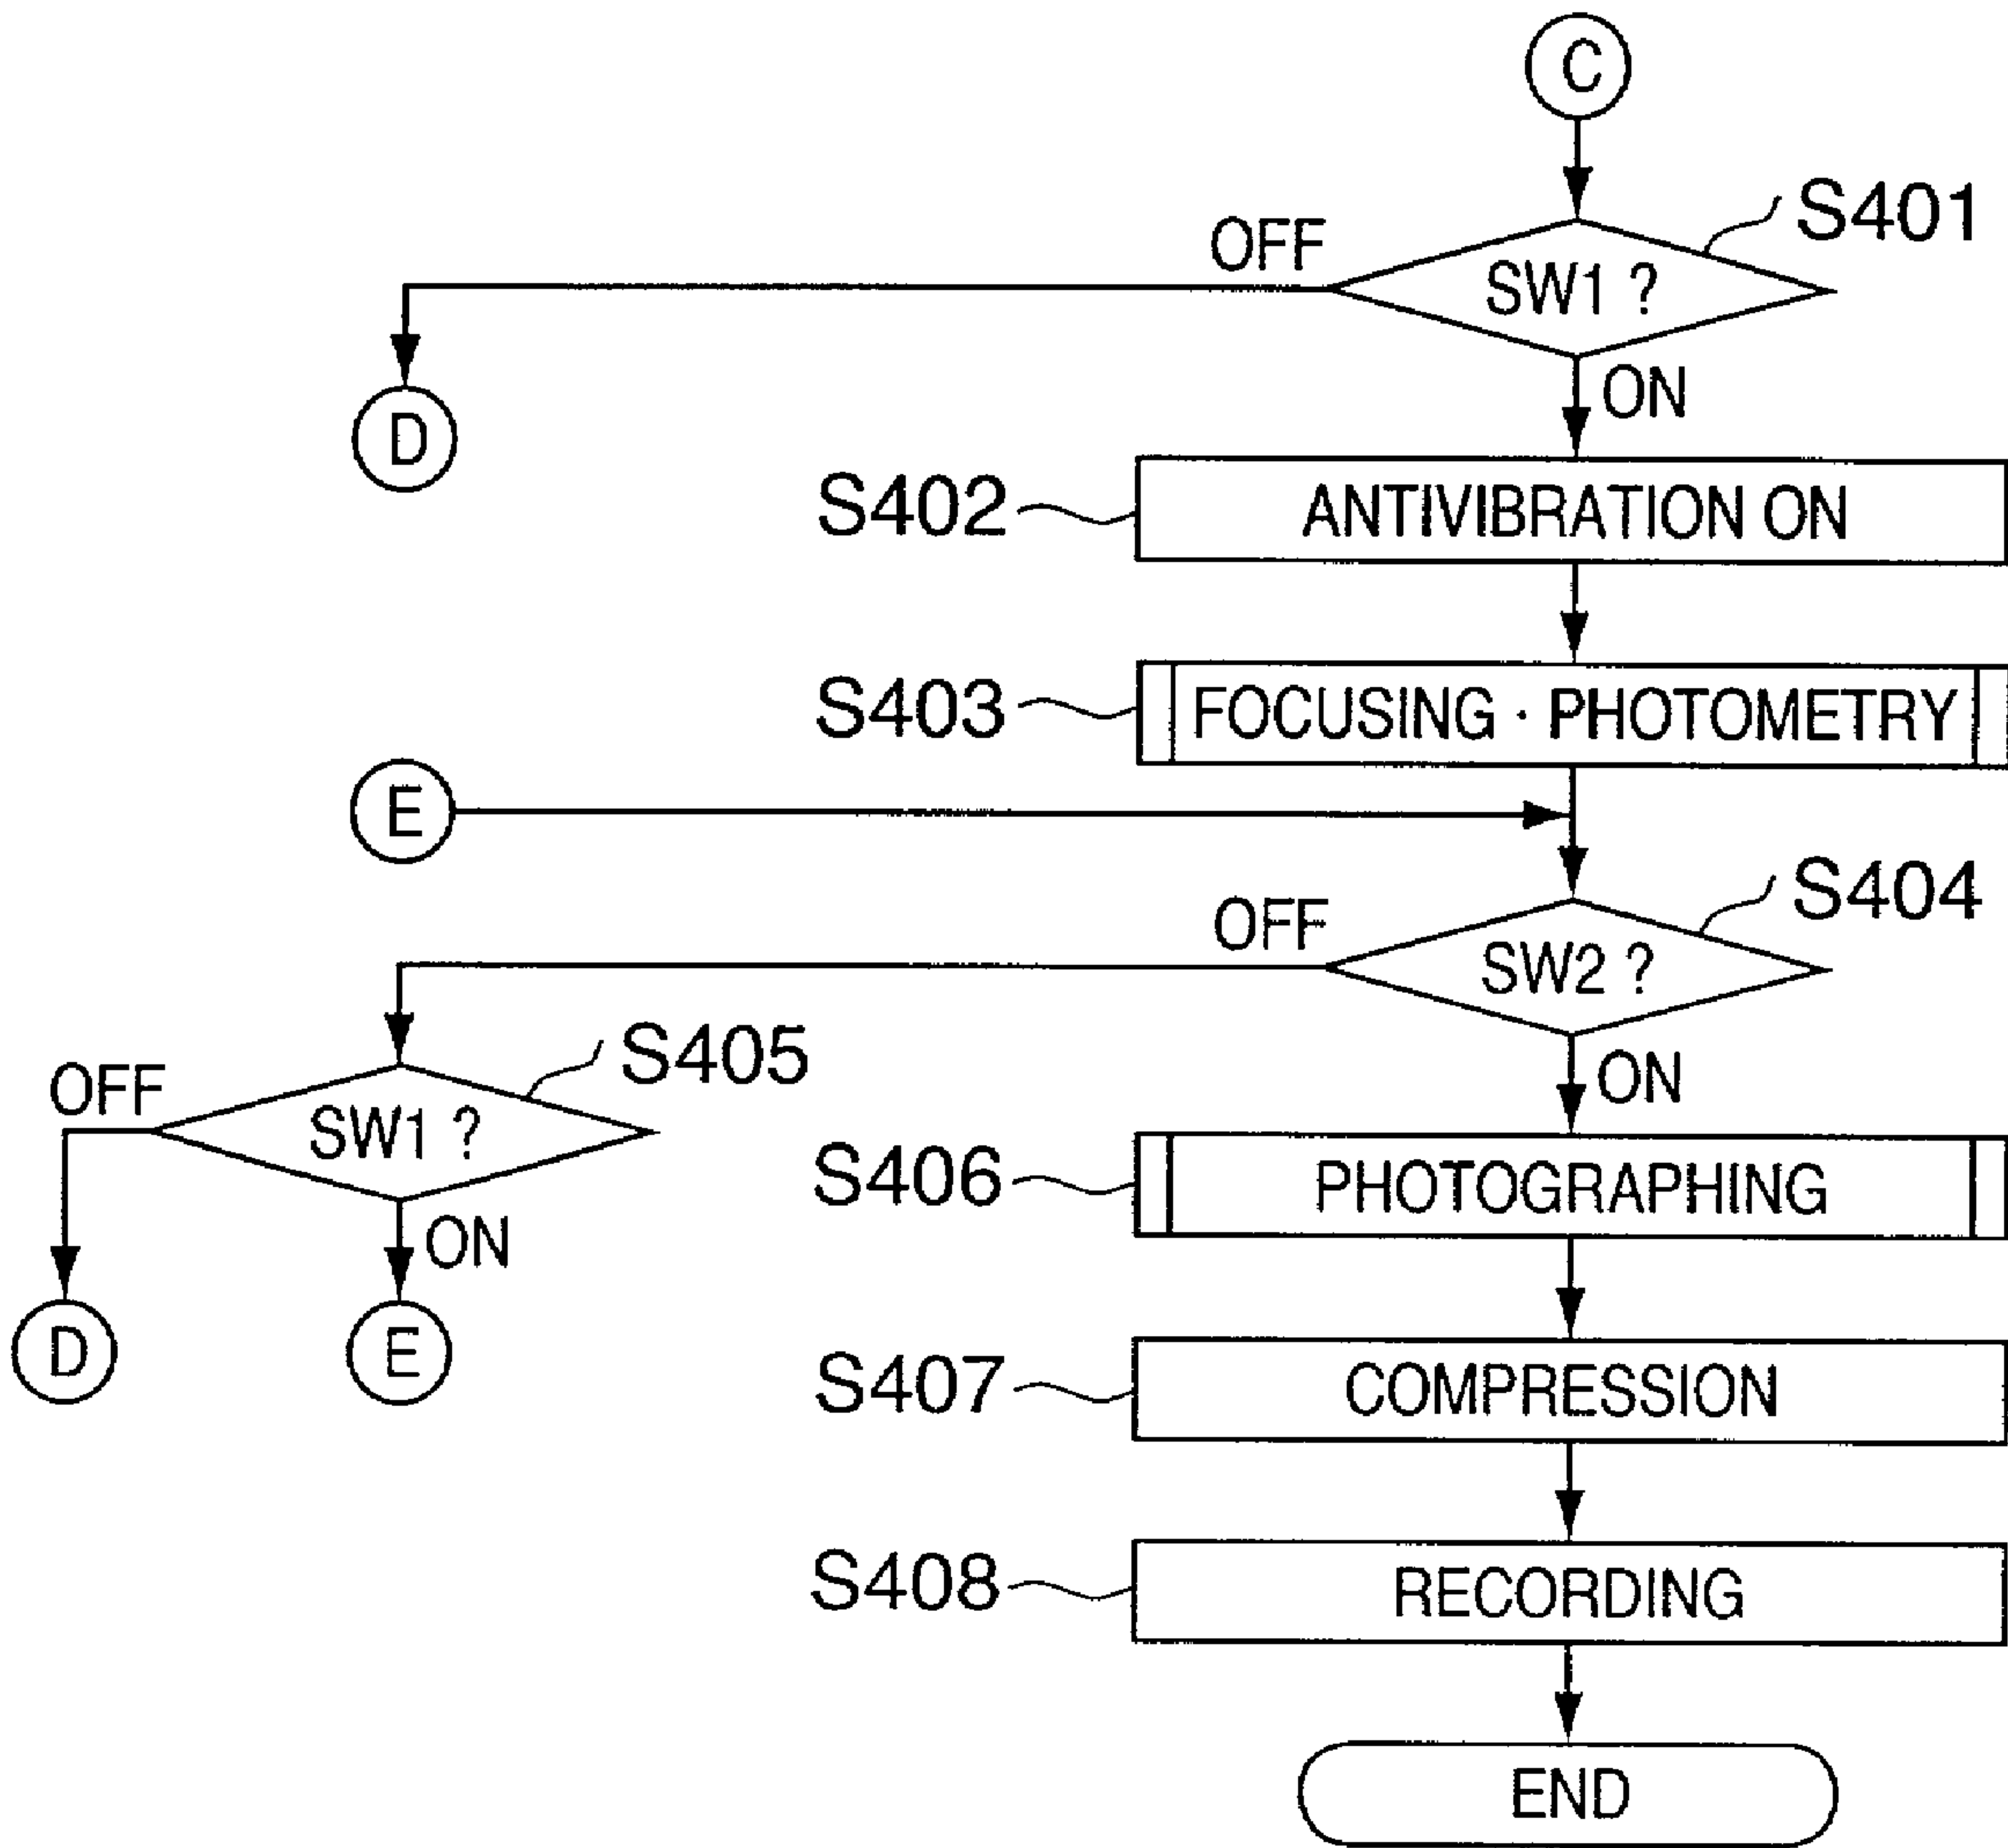 C
S401
OFF
SW1 ?
ON
D
S402
ANTIVIBRATION ON
S403
FOCUSING · PHOTOMETRY
E
S404
OFF
SW2 ?
S405
OFF
SW1 ?
ON
S406
PHOTOGRAPHING
ON
D
E
S407
COMPRESSION
S408
RECORDING
END